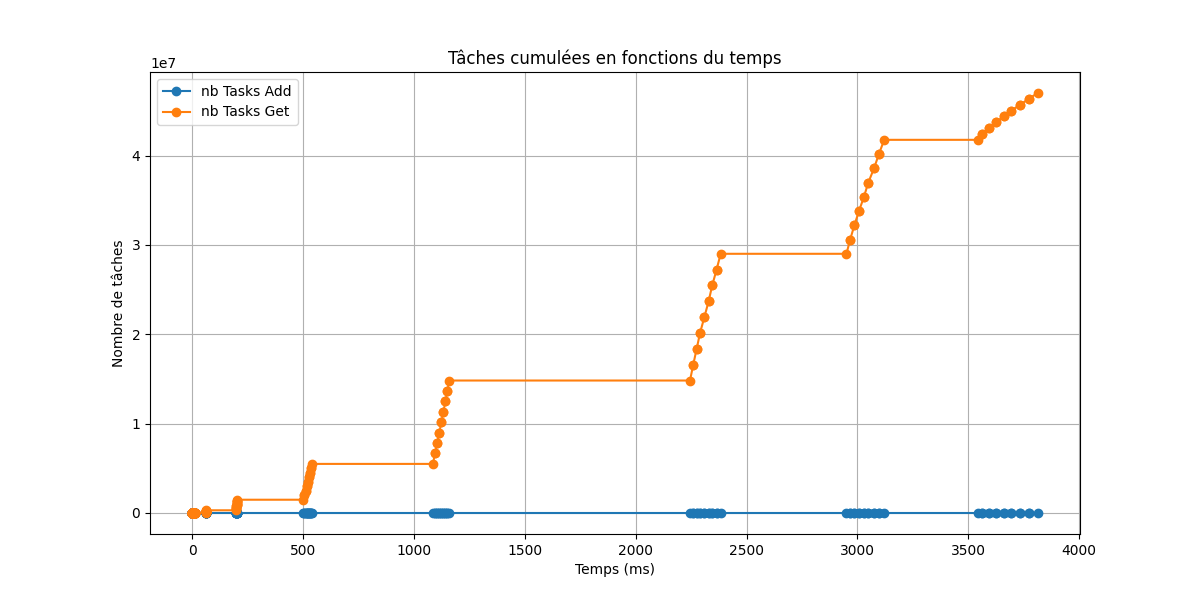 Tâches cumulées en fonctions du temps
1e7
nb Tasks Add
nb Tasks Get
Nombre de tâches
4
3
2
1
0
0 500 1000 1500 2000 2500 3000 3500 4000
Temps (ms)